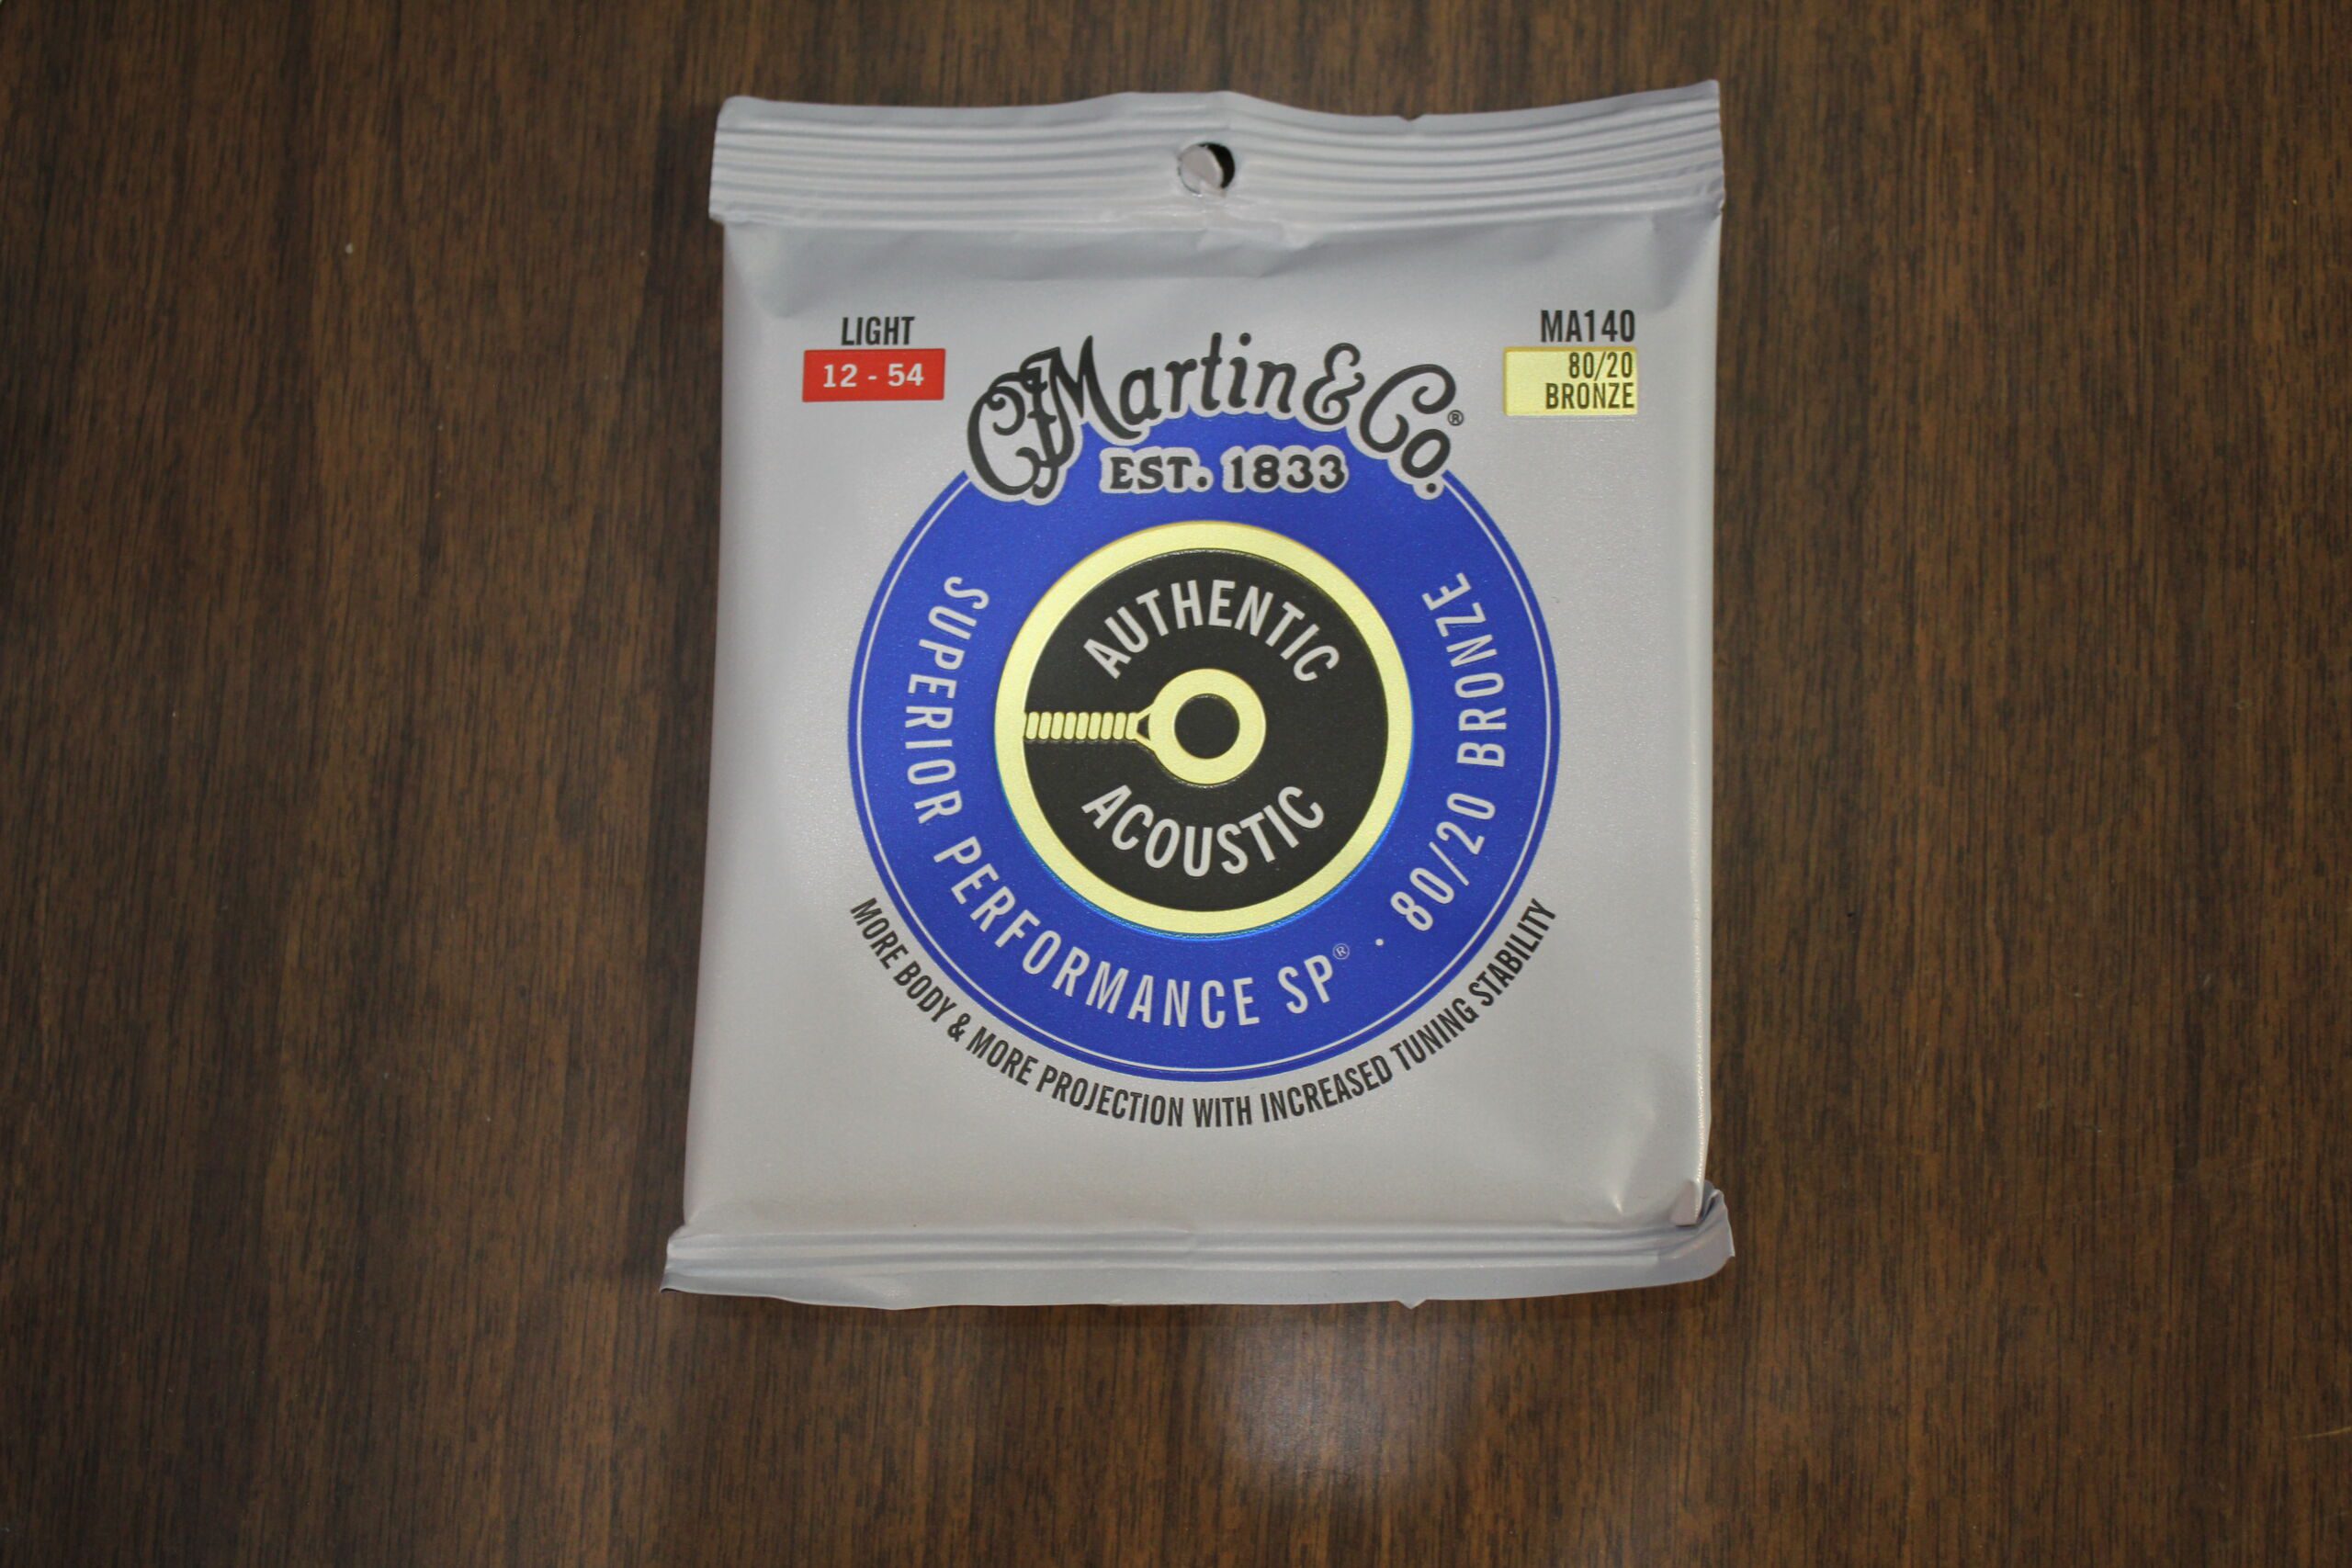 LIGHT
12 - 54
MA140
80/20
BRONZE
CFMartin & Co.®
EST. 1833
AUTHENTIC
ACOUSTIC
SUPERIOR PERFORMANCE SP® · 80/20 BRONZE
MORE BODY & MORE PROJECTION WITH INCREASED TUNING STABILITY